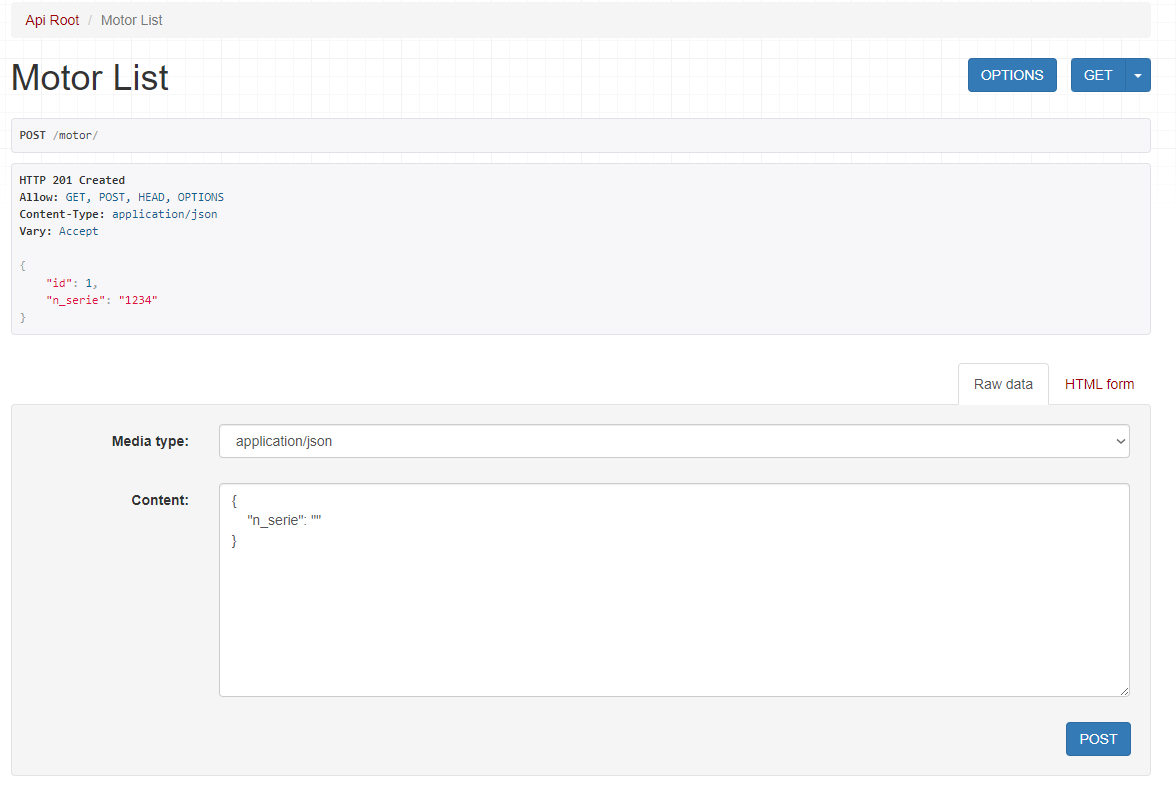 Api Root / Motor List
Motor List
OPTIONS
GET
POST /motor/
HTTP 201 Created
Allow: GET, POST, HEAD, OPTIONS
Content-Type: application/json
Vary: Accept
{
    "id": 1,
    "n_serie": "1234"
}
Raw data
HTML form
Media type:
application/json
Content:
{
    "n_serie": ""
}
POST